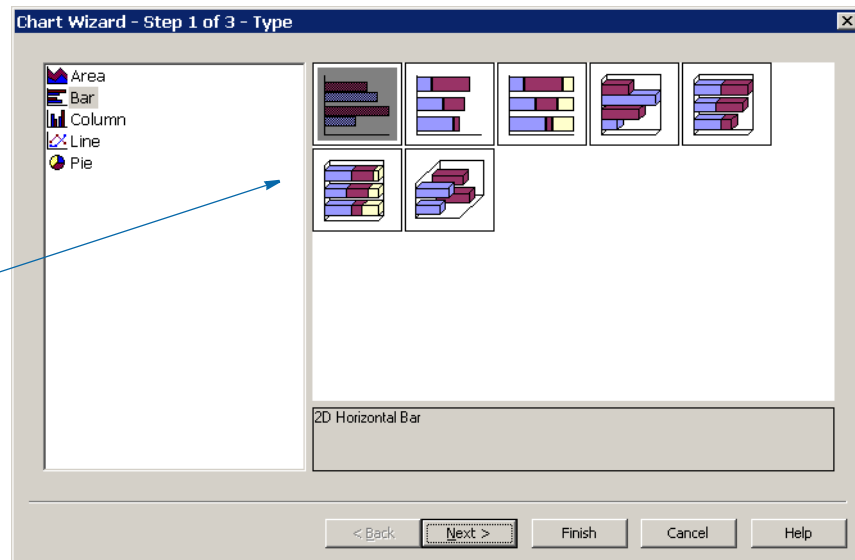 Chart Wizard - Step 1 of 3 - Type
Area
Bar
Column
Line
Pie
2D Horizontal Bar
< Back
Next >
Finish
Cancel
Help